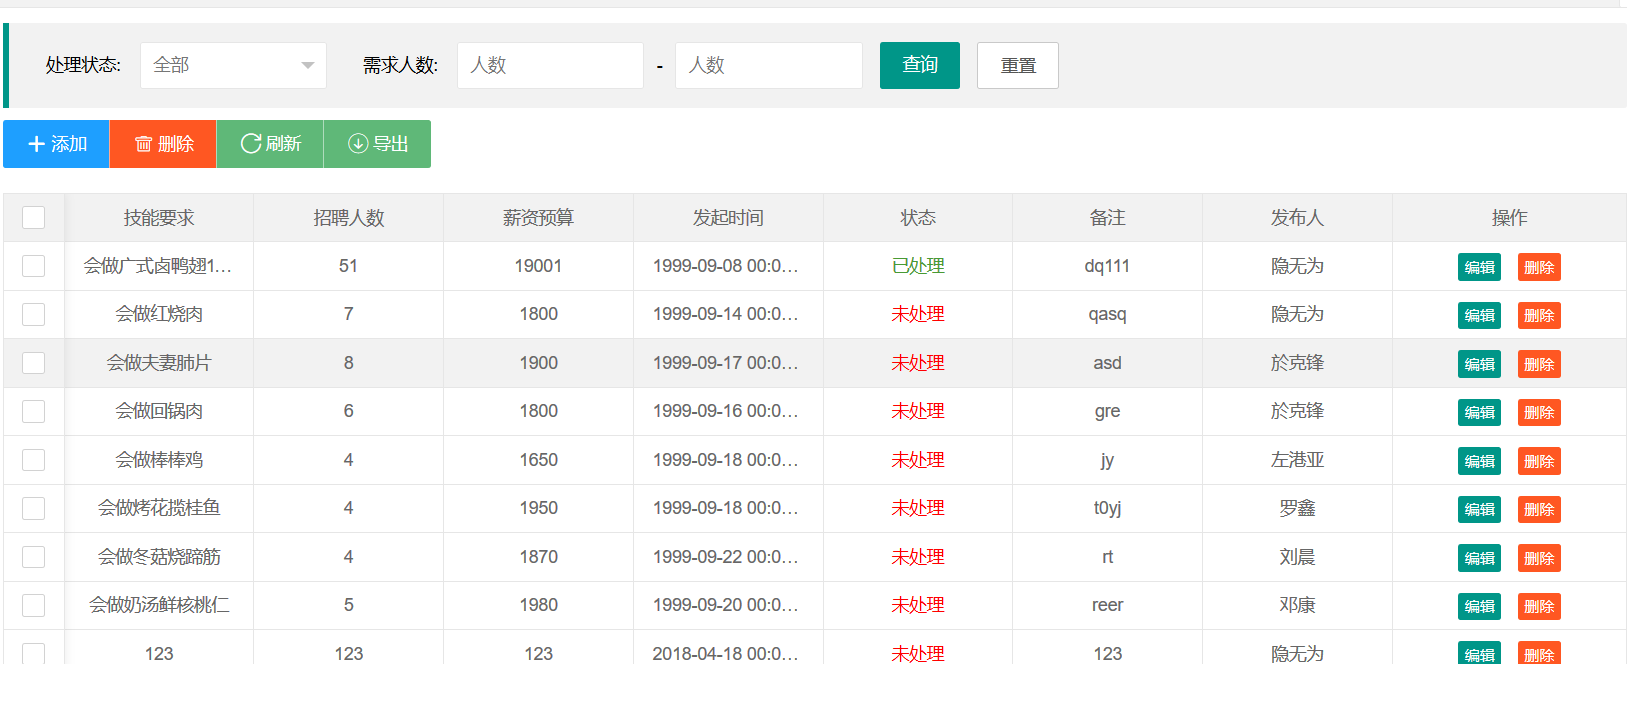 处理状态: 全部 需求人数: 人数 - 人数 查询 重置
添加 删除 刷新 导出
技能要求 招聘人数 薪资预算 发起时间 状态 备注 发布人 操作
会做广式卤鸭翅1... 51 19001 1999-09-08 00:0... 已处理 dq111 隐无为 编辑 删除
会做红烧肉 7 1800 1999-09-14 00:0... 未处理 qasq 隐无为 编辑 删除
会做夫妻肺片 8 1900 1999-09-17 00:0... 未处理 asd 於克锋 编辑 删除
会做回锅肉 6 1800 1999-09-16 00:0... 未处理 gre 於克锋 编辑 删除
会做棒棒鸡 4 1650 1999-09-18 00:0... 未处理 jy 左港亚 编辑 删除
会做烤花揽桂鱼 4 1950 1999-09-18 00:0... 未处理 t0yj 罗鑫 编辑 删除
会做冬菇烧蹄筋 4 1870 1999-09-22 00:0... 未处理 rt 刘晨 编辑 删除
会做奶汤鲜核桃仁 5 1980 1999-09-20 00:0... 未处理 reer 邓康 编辑 删除
123 123 123 2018-04-18 00:0... 未处理 123 隐无为 编辑 删除